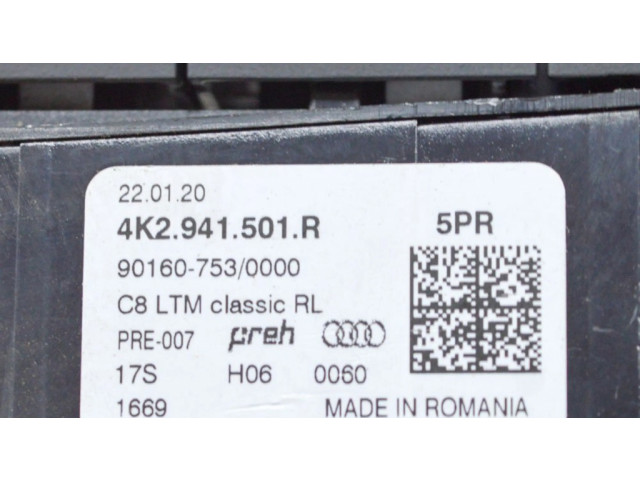 22.01.20
4K2.941.501.R 5PR
90160-753/0000
C8 LTM classic RL
PRE-007 preh
17S H06 0060
1669 MADE IN ROMANIA